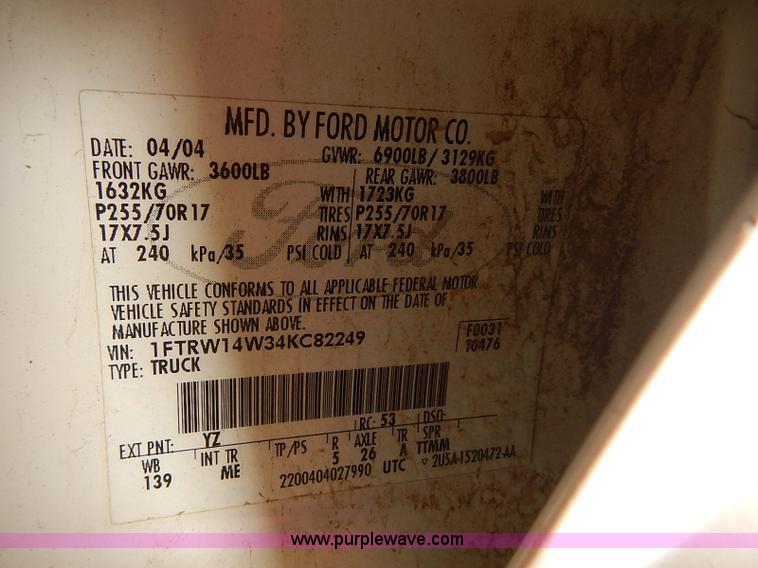 MFD. BY FORD MOTOR CO.
DATE: 04/04 GVWR: 6900LB / 3129KG
FRONT GAWR: 3600LB REAR GAWR: 3800LB
1632KG WITH 1723KG WITH
P255/70R17 TIRES P255/70R17 TIRES
17X7.5J RIMS 17X7.5J RIMS
AT 240 kPa/35 PSI COLD AT 240 kPa/35 PSI COLD
Ford
THIS VEHICLE CONFORMS TO ALL APPLICABLE FEDERAL MOTOR
VEHICLE SAFETY STANDARDS IN EFFECT ON THE DATE OF
MANUFACTURE SHOWN ABOVE.
VIN: 1FTRW14W34KC82249 F0031
TYPE: TRUCK T0476
EXT PNT: YZ RC: 53 DSO:
WB INT TR TP/PS R AXLE TR SPR
139 ME 5 26 A TTMM
2200404027990 UTC ▽ 2U5A-1520472-AA
www.purplewave.com